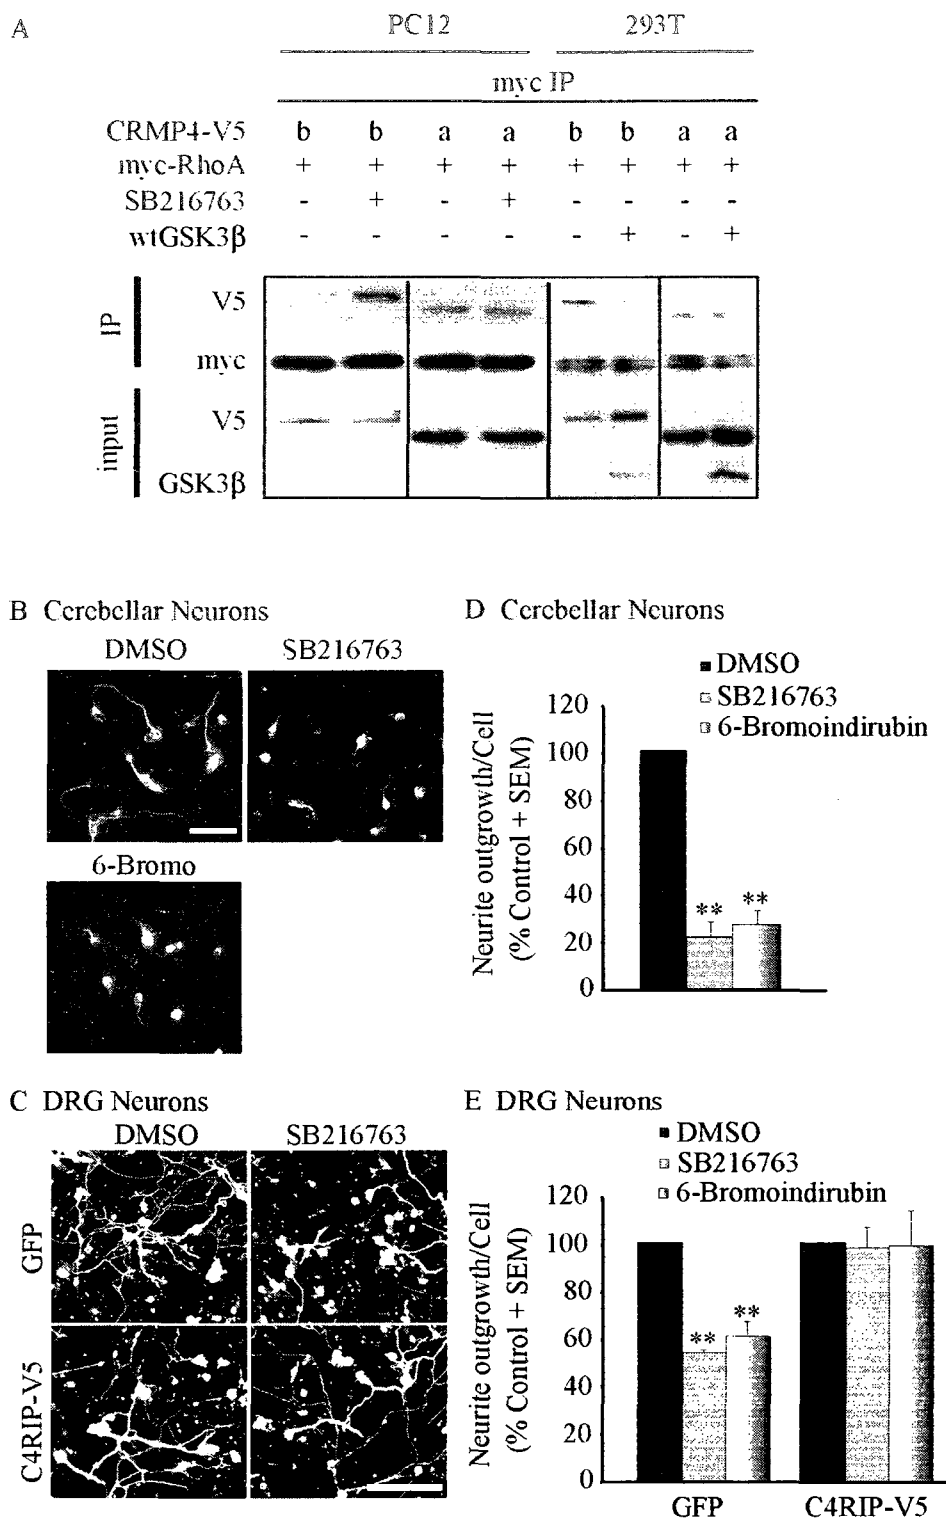 A
PC12 293T
myc IP
CRMP4-V5 b b a a b b a a
myc-RhoA + + + + + + + +
SB216763 - + - + - - - -
wtGSK3β - - - - - + - +
IP
V5
myc
input
V5
GSK3β
B Cerebellar Neurons
DMSO SB216763
6-Bromo
D Cerebellar Neurons
DMSO
SB216763
6-Bromoindirubin
Neurite outgrowth/Cell
(% Control + SEM)
120
100
80
60
40
20
0
** **
C DRG Neurons
DMSO SB216763
GFP
C4RIP-V5
E DRG Neurons
DMSO
SB216763
6-Bromoindirubin
Neurite outgrowth/Cell
(% Control + SEM)
120
100
80
60
40
20
0
** **
GFP C4RIP-V5